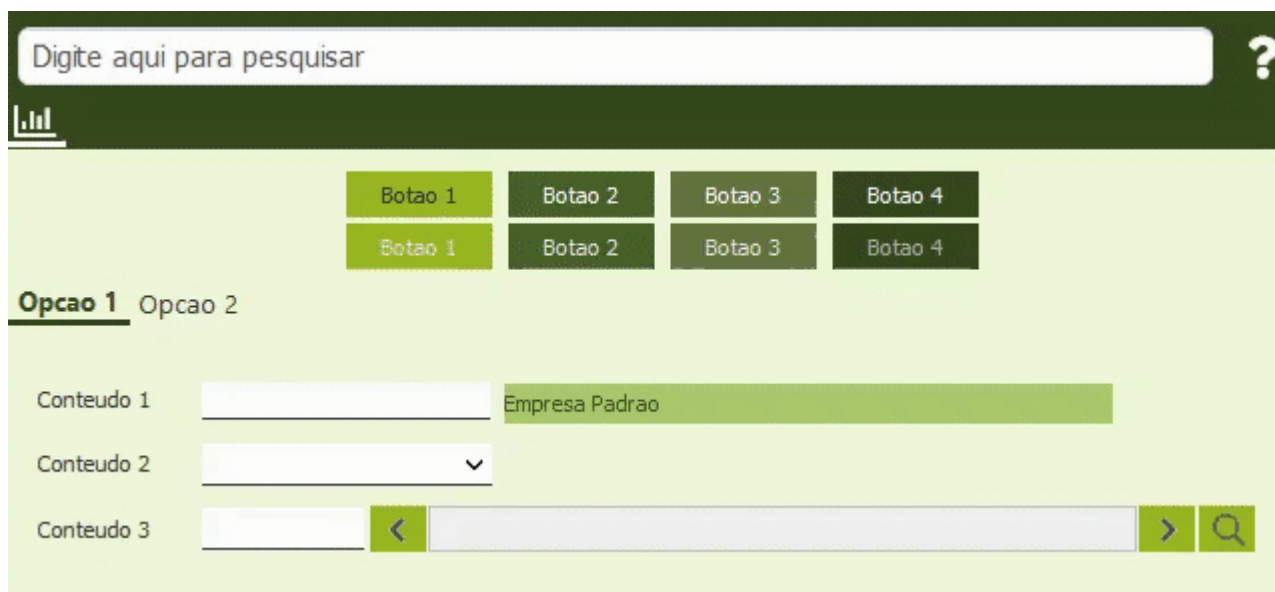 Digite aqui para pesquisar ?
Botao 1 Botao 2 Botao 3 Botao 4
Botao 1 Botao 2 Botao 3 Botao 4
Opcao 1 Opcao 2
Conteudo 1 Empresa Padrao
Conteudo 2
Conteudo 3